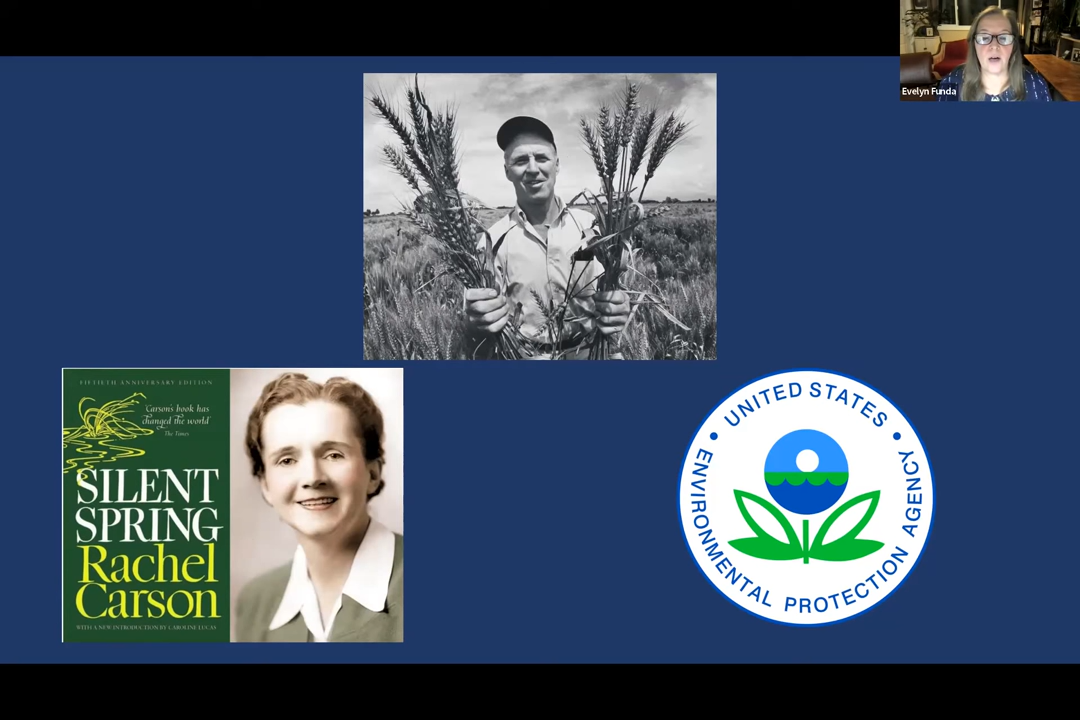 Evelyn Funda
FIFTIETH ANNIVERSARY EDITION
'Carson's book has
changed the world'
The Times
SILENT
SPRING
Rachel
Carson
WITH A NEW INTRODUCTION BY CAROLINE LUCAS
UNITED STATES
ENVIRONMENTAL PROTECTION AGENCY